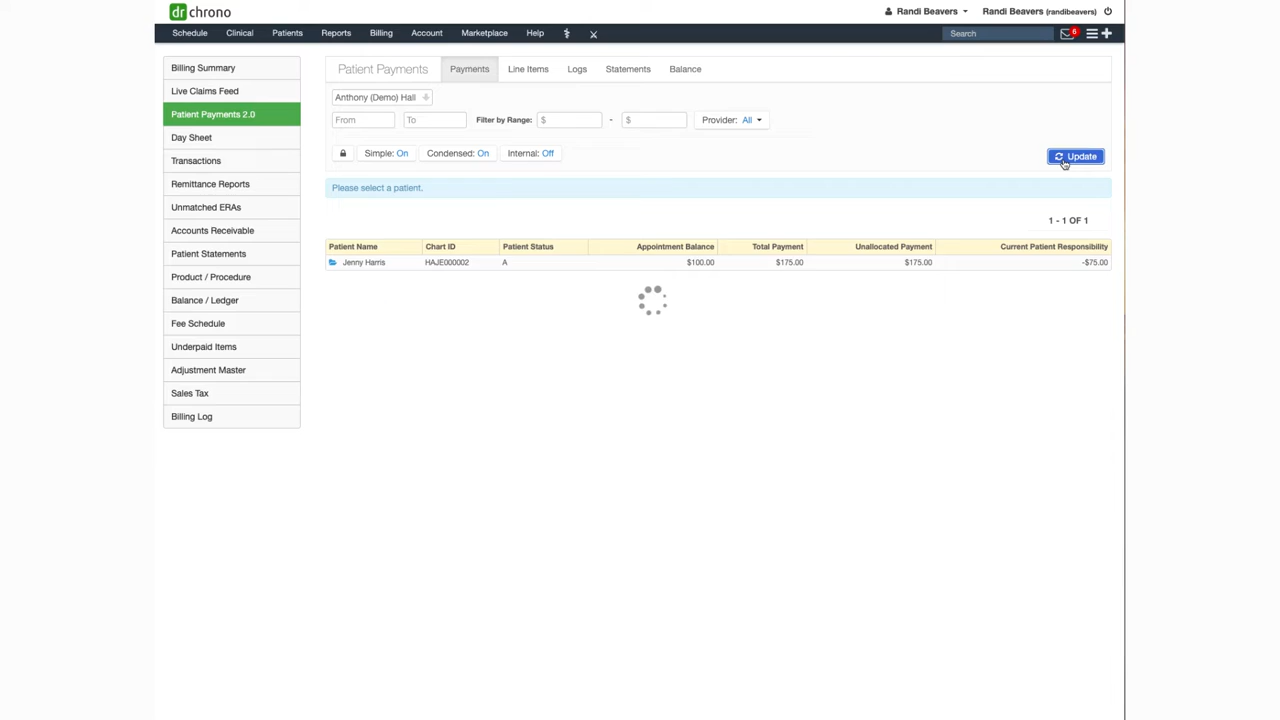 drchrono
Randi Beavers
Randi Beavers (randibeavers)
Schedule Clinical Patients Reports Billing Account Marketplace Help
Search
6
Billing Summary
Live Claims Feed
Patient Payments 2.0
Day Sheet
Transactions
Remittance Reports
Unmatched ERAs
Accounts Receivable
Patient Statements
Product / Procedure
Balance / Ledger
Fee Schedule
Underpaid Items
Adjustment Master
Sales Tax
Billing Log
Patient Payments Payments Line Items Logs Statements Balance
Anthony (Demo) Hall
From To Filter by Range: $ - $ Provider: All
Simple: On Condensed: On Internal: Off
Update
Please select a patient.
1 - 1 OF 1
Patient Name Chart ID Patient Status Appointment Balance Total Payment Unallocated Payment Current Patient Responsibility
Jenny Harris HAJE000002 A $100.00 $175.00 $175.00 -$75.00